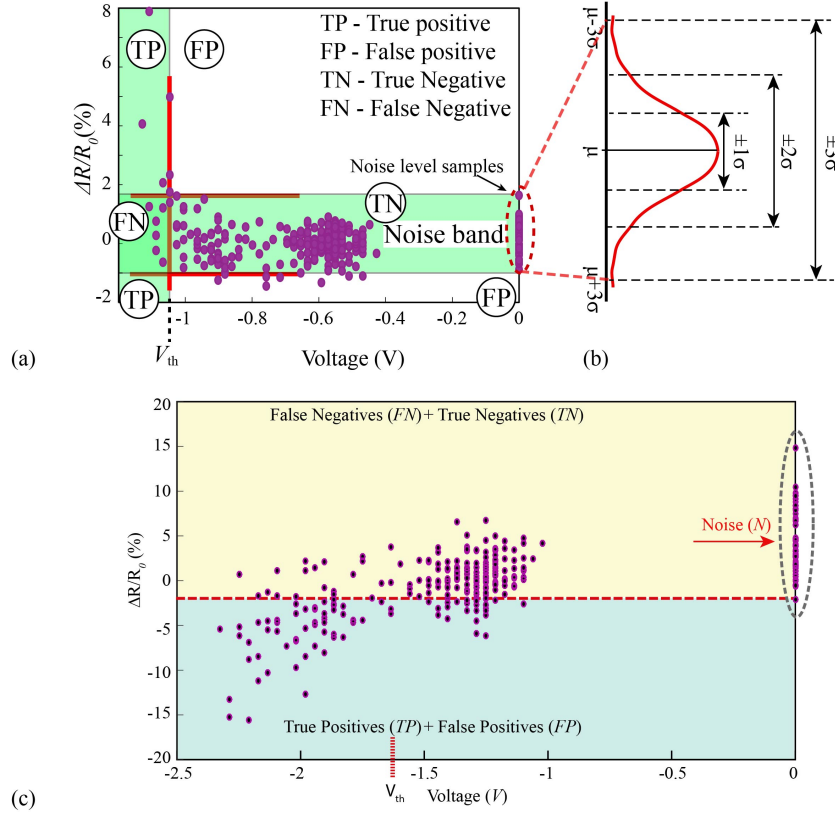 8
6
4
2
0
-2
ΔR/R0(%)
TP
FP
TP - True positive
FP - False positive
TN - True Negative
FN - False Negative
Noise level samples
TN
FN
Noise band
TP
FP
-1
-0.8
-0.6
-0.4
-0.2
0
Vth
Voltage (V)
(a)
μ-3σ
μ
μ+3σ
±1σ
±2σ
±3σ
(b)
20
15
10
5
0
-5
-10
-15
-20
ΔR/R0 (%)
False Negatives (FN)+ True Negatives (TN)
Noise (N)
True Positives (TP)+ False Positives (FP)
-2.5
-2
-1.5
-1
-0.5
0
Vth
Voltage (V)
(c)